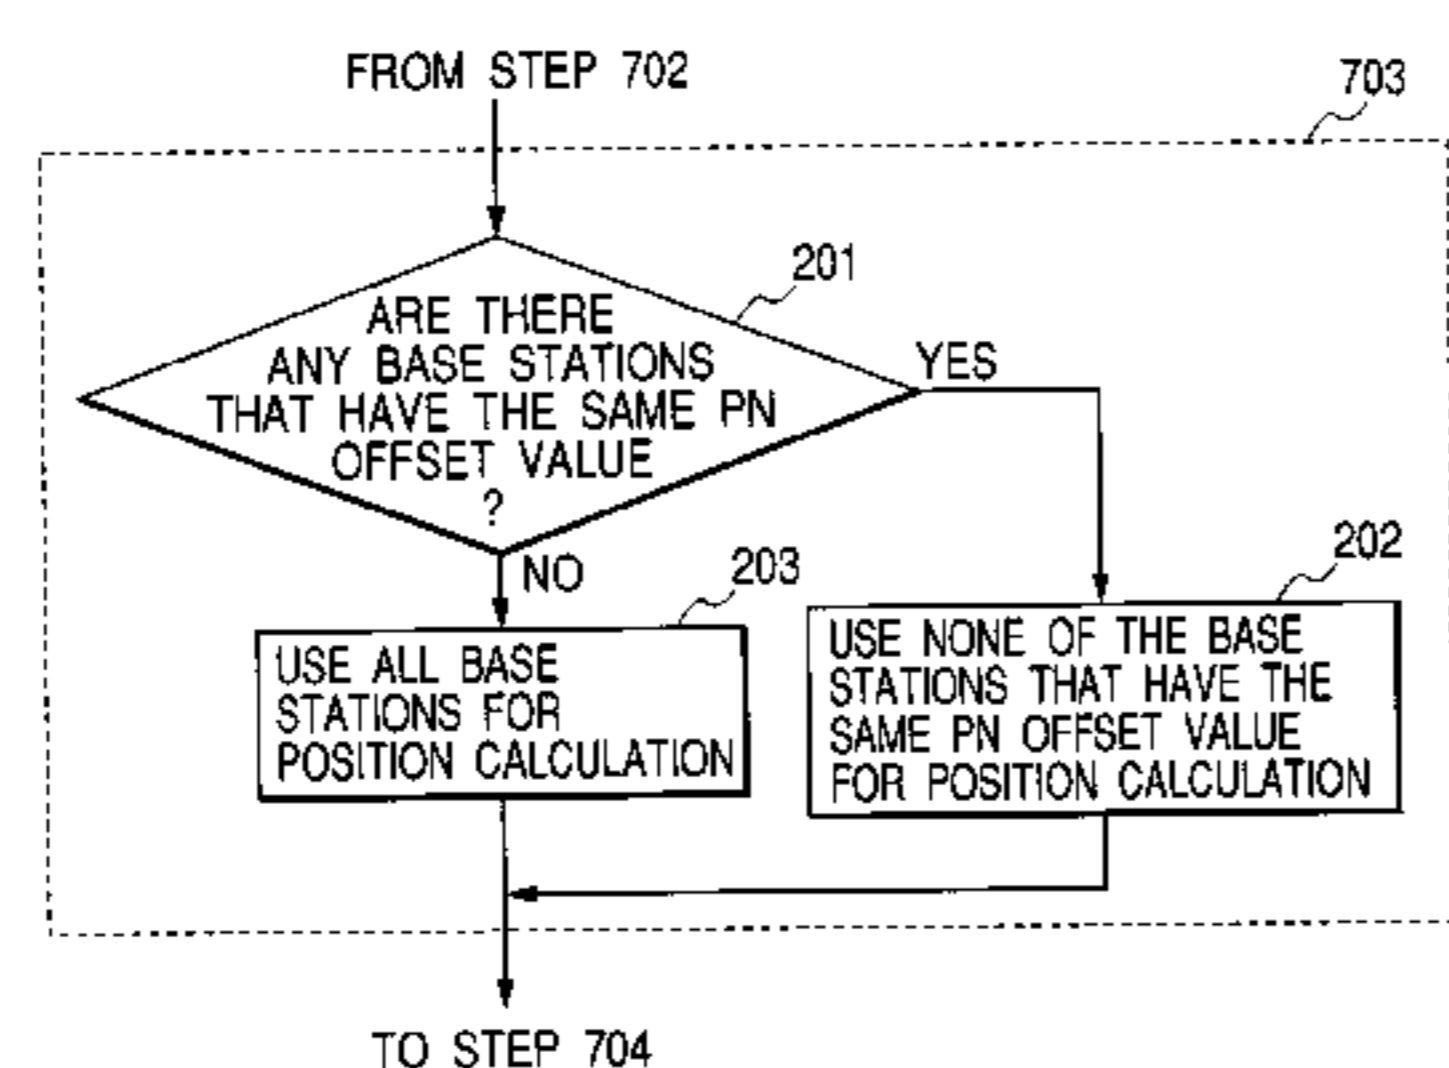 FROM STEP 702
703
201
ARE THERE
ANY BASE STATIONS
THAT HAVE THE SAME PN
OFFSET VALUE
?
YES
NO
203
USE ALL BASE
STATIONS FOR
POSITION CALCULATION
202
USE NONE OF THE BASE
STATIONS THAT HAVE THE
SAME PN OFFSET VALUE
FOR POSITION CALCULATION
TO STEP 704